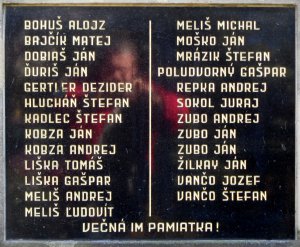 BOHUŠ ALOJZ
BAJČÍK MATEJ
DOBIAŠ JÁN
ĎURIŠ JÁN
GERTLER DEZIDER
HLUCHÁŇ ŠTEFAN
KADLEC ŠTEFAN
KOBZA JÁN
KOBZA ANDREJ
LIŠKA TOMÁŠ
LIŠKA GAŠPAR
MELIŠ ANDREJ
MELIŠ ĽUDOVÍT
MELIŠ MICHAL
MOŠKO JÁN
MRÁZIK ŠTEFAN
POLUDVORNÝ GAŠPAR
REPKA ANDREJ
SOKOL JURAJ
ZUBO ANDREJ
ZUBO JÁN
ZUBO JÁN
ŽILKAY JÁN
VANČO JOZEF
VANČO ŠTEFAN
VEČNÁ IM PAMIATKA!